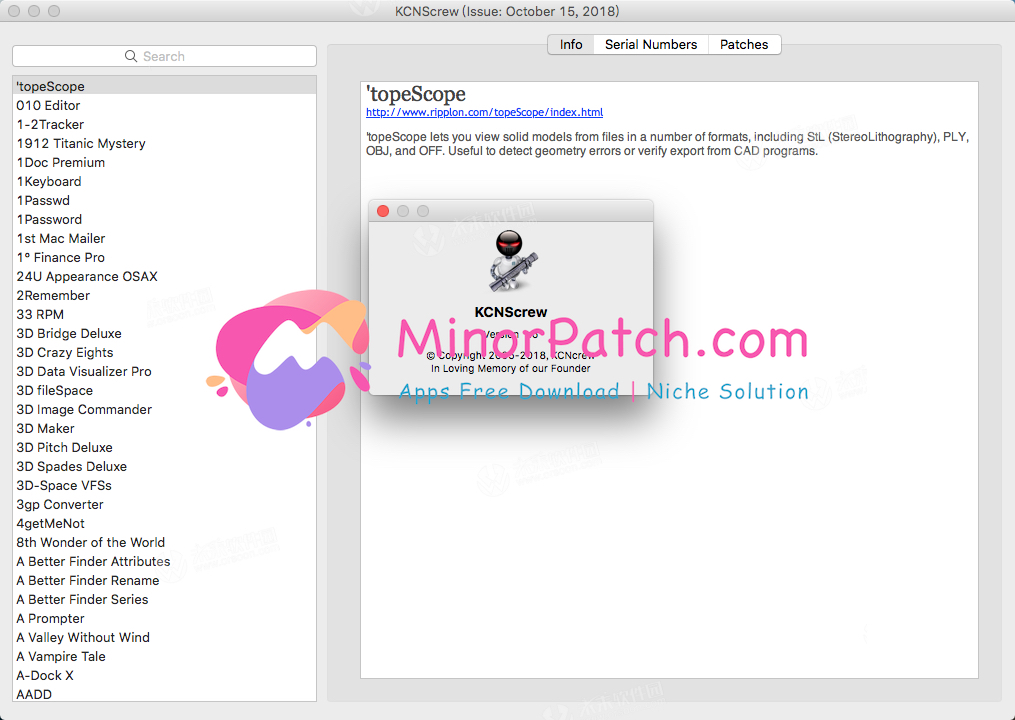 KCNScrew (Issue: October 15, 2018)
Search
Info
Serial Numbers
Patches
'topeScope
010 Editor
1-2Tracker
1912 Titanic Mystery
1Doc Premium
1Keyboard
1Passwd
1Password
1st Mac Mailer
1° Finance Pro
24U Appearance OSAX
2Remember
33 RPM
3D Bridge Deluxe
3D Crazy Eights
3D Data Visualizer Pro
3D fileSpace
3D Image Commander
3D Maker
3D Pitch Deluxe
3D Spades Deluxe
3D-Space VFSs
3gp Converter
4getMeNot
8th Wonder of the World
A Better Finder Attributes
A Better Finder Rename
A Better Finder Series
A Prompter
A Valley Without Wind
A Vampire Tale
A-Dock X
AADD
'topeScope
http://www.ripplon.com/topeScope/index.html
'topeScope lets you view solid models from files in a number of formats, including StL (StereoLithography), PLY,
OBJ, and OFF. Useful to detect geometry errors or verify export from CAD programs.
KCNScrew
Version
© Copyright 2006-2018, KCNcrew
In Loving Memory of our Founder
MinorPatch.com
Apps Free Download | Niche Solution